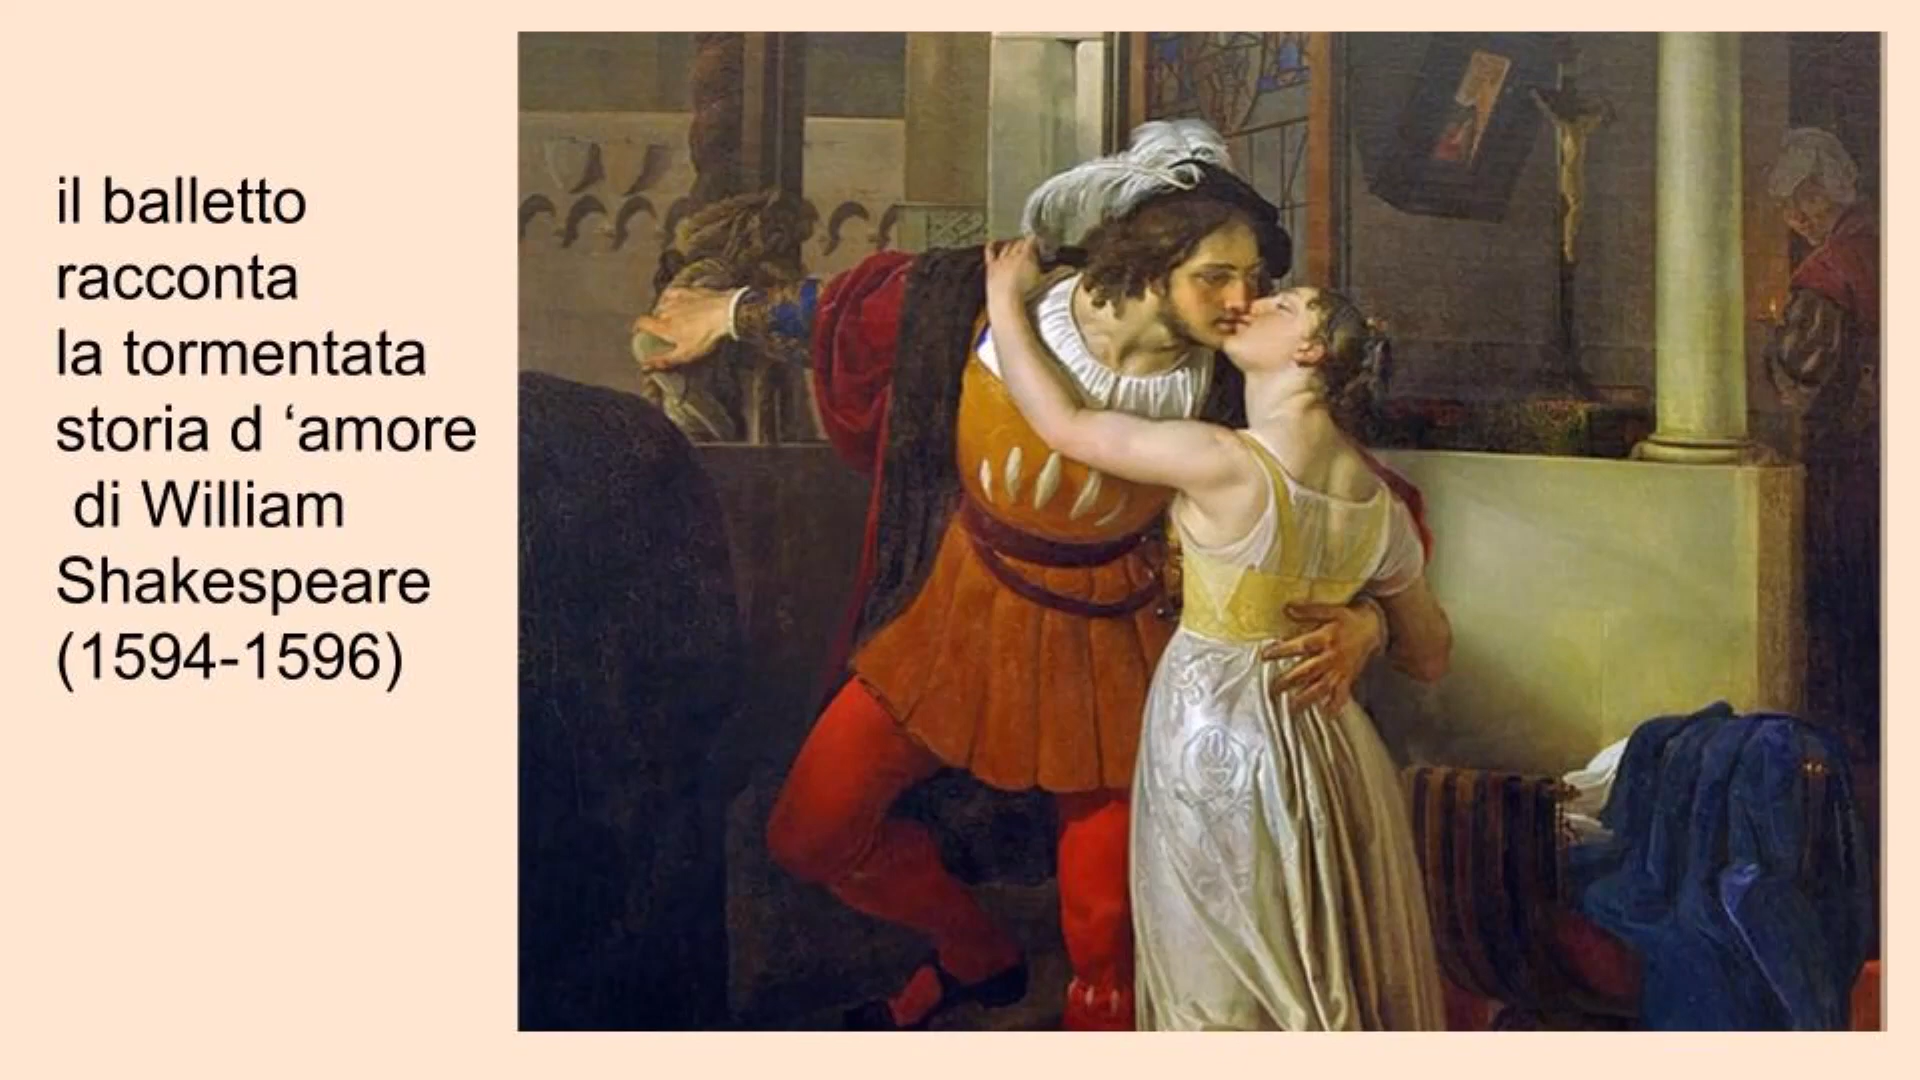 il balletto
racconta
la tormentata
storia d ‘amore
di William
Shakespeare
(1594-1596)